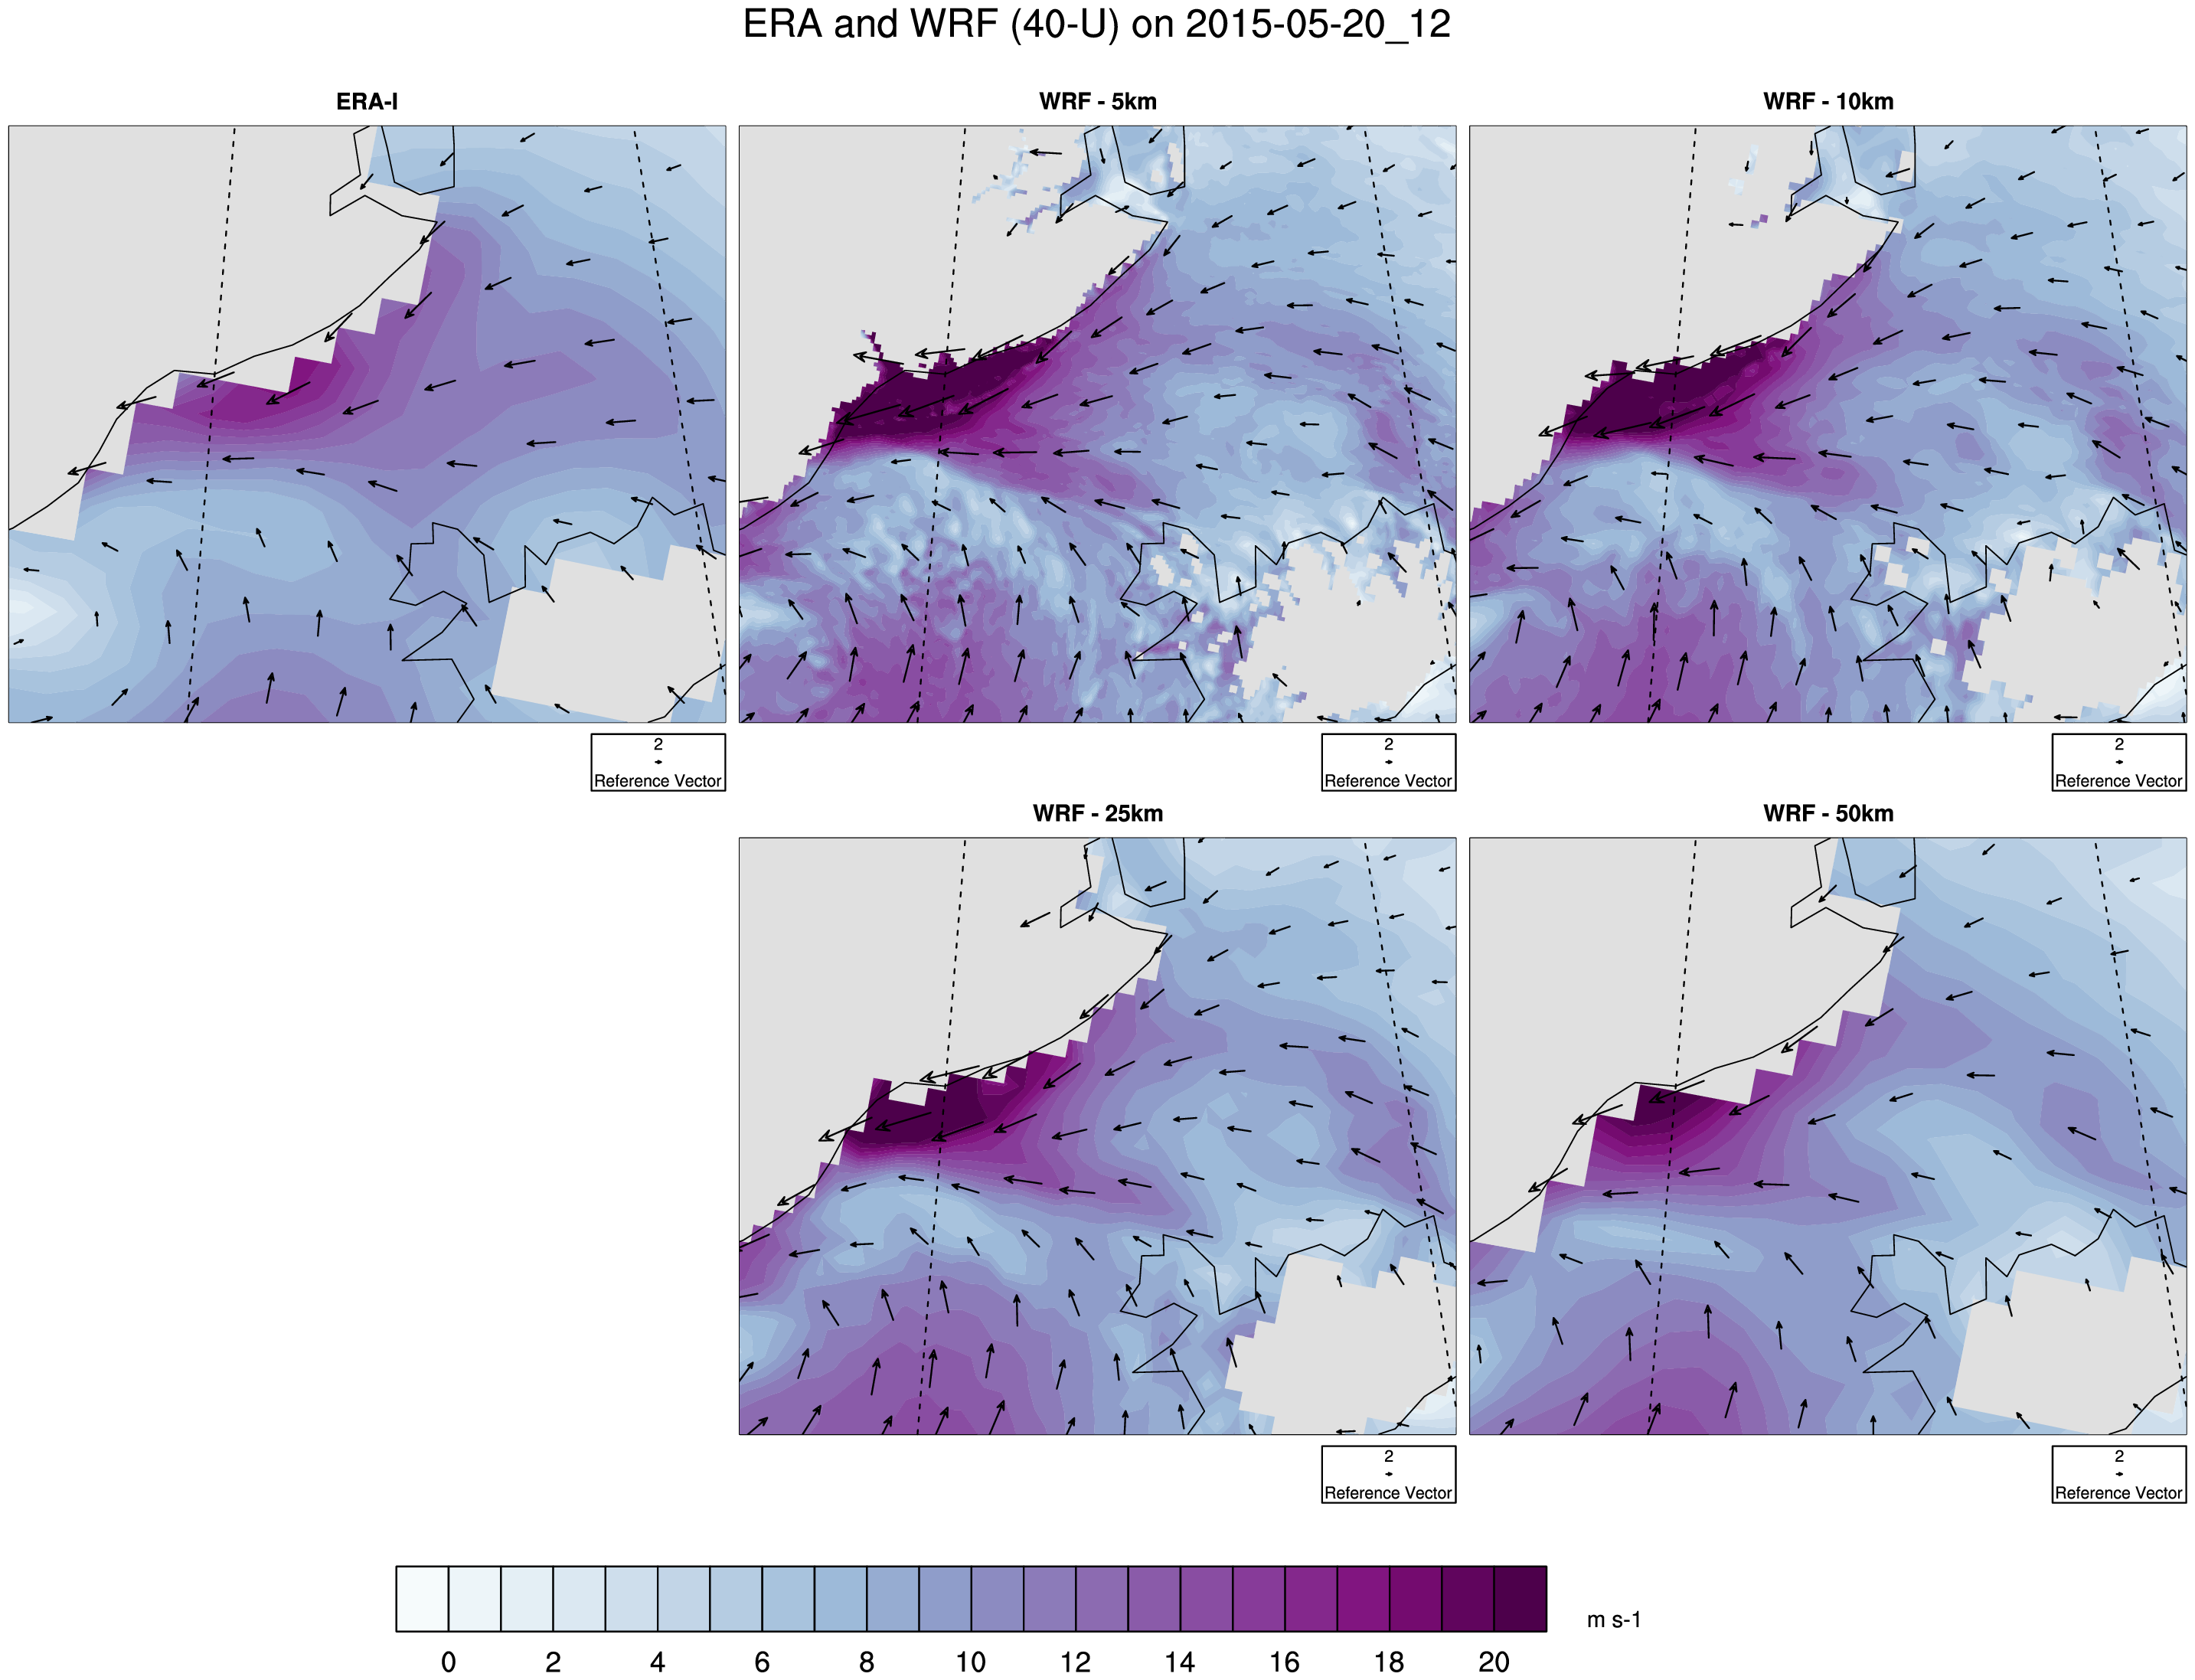 ERA and WRF (40-U) on 2015-05-20_12
ERA-I
WRF - 5km
WRF - 10km
2
Reference Vector
2
Reference Vector
2
Reference Vector
WRF - 25km
WRF - 50km
2
Reference Vector
2
Reference Vector
m s-1
0 2 4 6 8 10 12 14 16 18 20